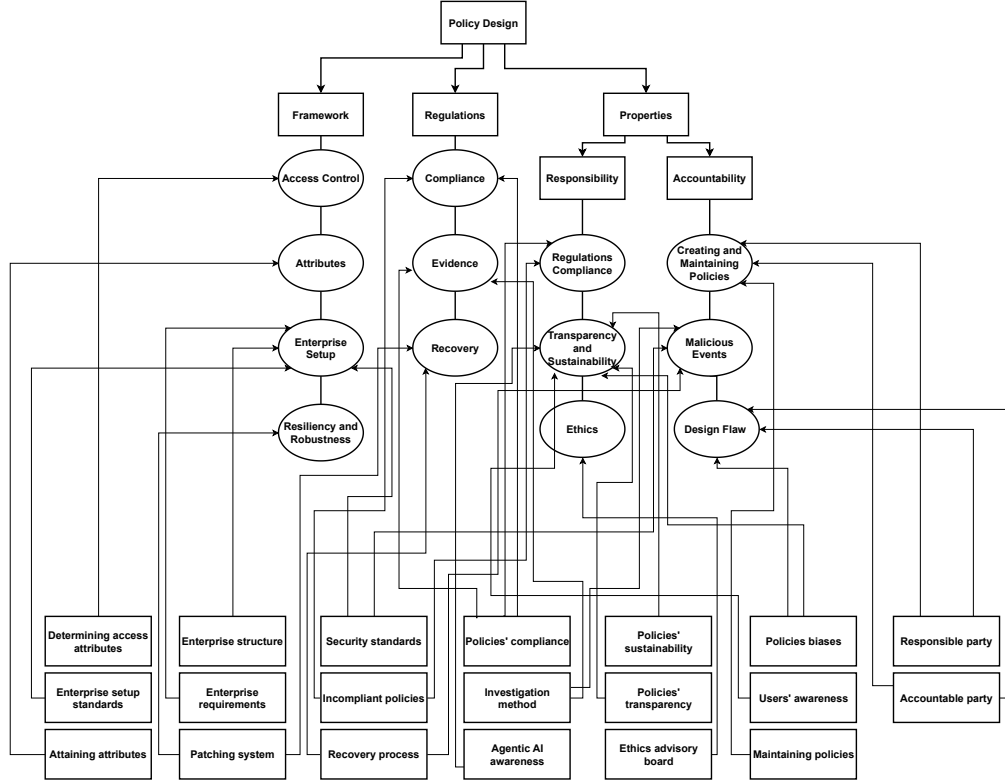 Policy Design
Framework
Regulations
Properties
Access Control
Compliance
Responsibility
Accountability
Attributes
Evidence
Regulations
Compliance
Creating and
Maintaining
Policies
Enterprise
Setup
Recovery
Transparency
and
Sustainability
Malicious
Events
Resiliency and
Robustness
Ethics
Design Flaw
Determining access
attributes
Enterprise structure
Security standards
Policies' compliance
Policies'
sustainability
Policies biases
Responsible party
Enterprise setup
standards
Enterprise
requirements
Incompliant policies
Investigation
method
Policies'
transparency
Users' awareness
Accountable party
Attaining attributes
Patching system
Recovery process
Agentic AI
awareness
Ethics advisory
board
Maintaining policies